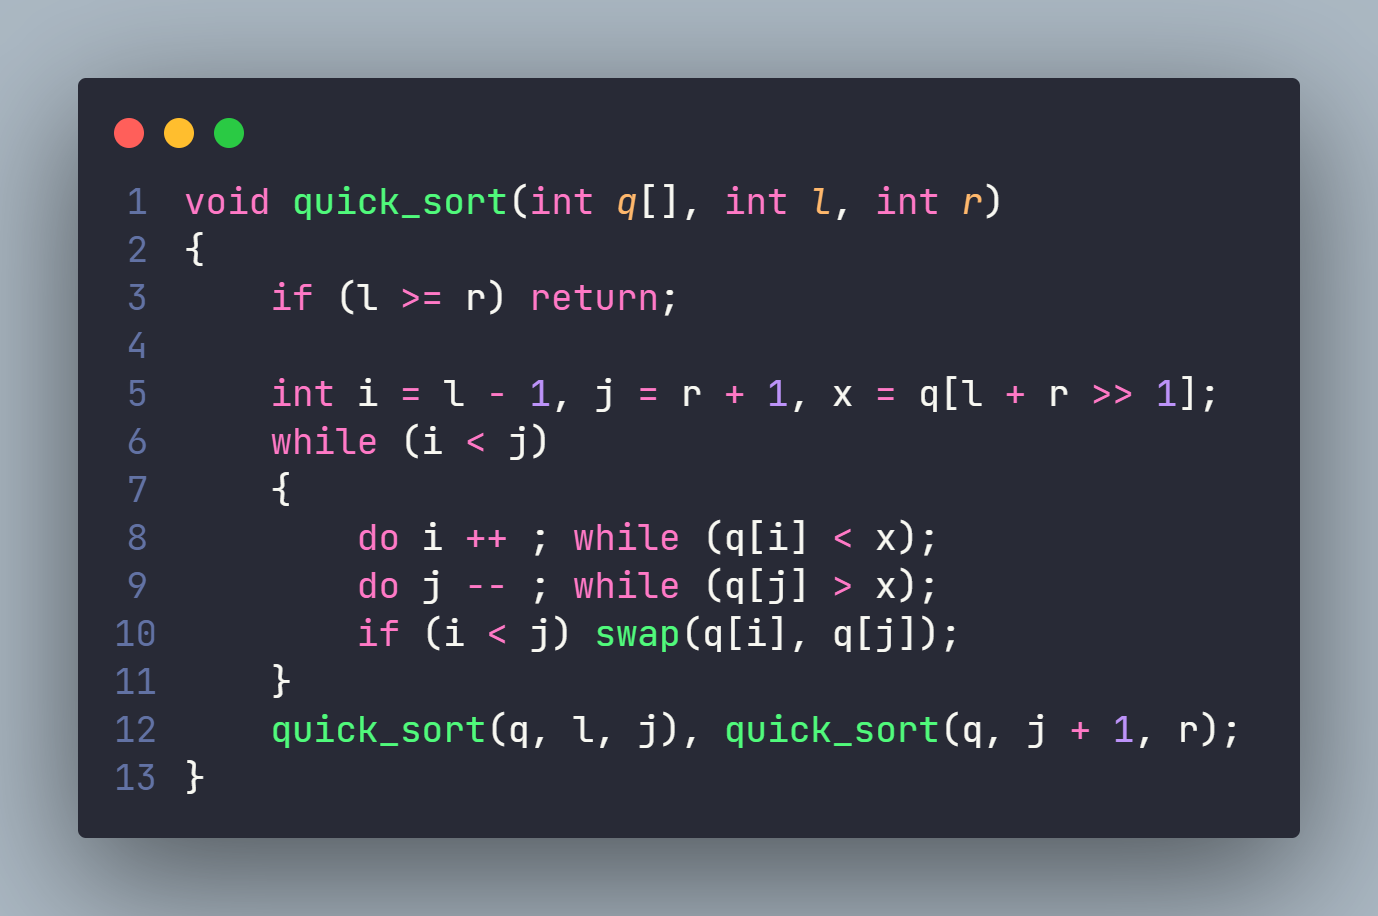 1 void quick_sort(int q[], int l, int r)
2 {
3     if (l >= r) return;
4
5     int i = l - 1, j = r + 1, x = q[l + r >> 1];
6     while (i < j)
7     {
8         do i ++ ; while (q[i] < x);
9         do j -- ; while (q[j] > x);
10         if (i < j) swap(q[i], q[j]);
11     }
12     quick_sort(q, l, j), quick_sort(q, j + 1, r);
13 }